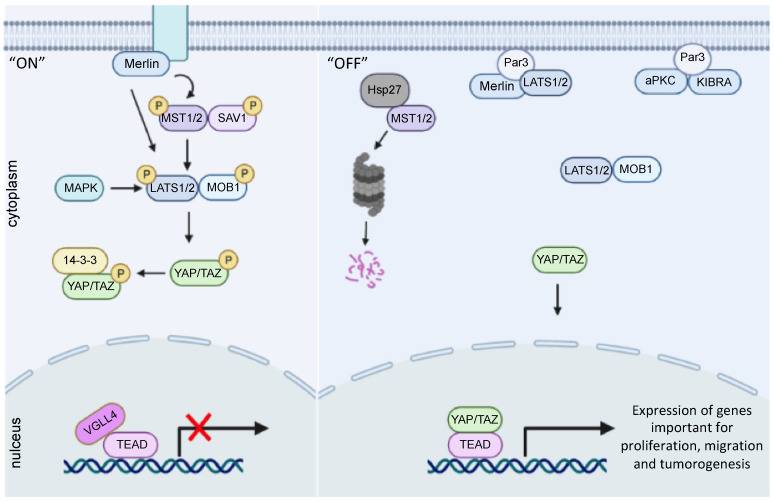 "ON"
Merlin
P
MST1/2
SAV1
P
MAPK
P
LATS1/2
MOB1
P
14-3-3
YAP/TAZ
P
YAP/TAZ
P
VGLL4
TEAD
cytoplasm
nulceus
"OFF"
Hsp27
MST1/2
Par3
Merlin
LATS1/2
Par3
aPKC
KIBRA
LATS1/2
MOB1
YAP/TAZ
YAP/TAZ
TEAD
Expression of genes
important for
proliferation, migration
and tumorogenesis